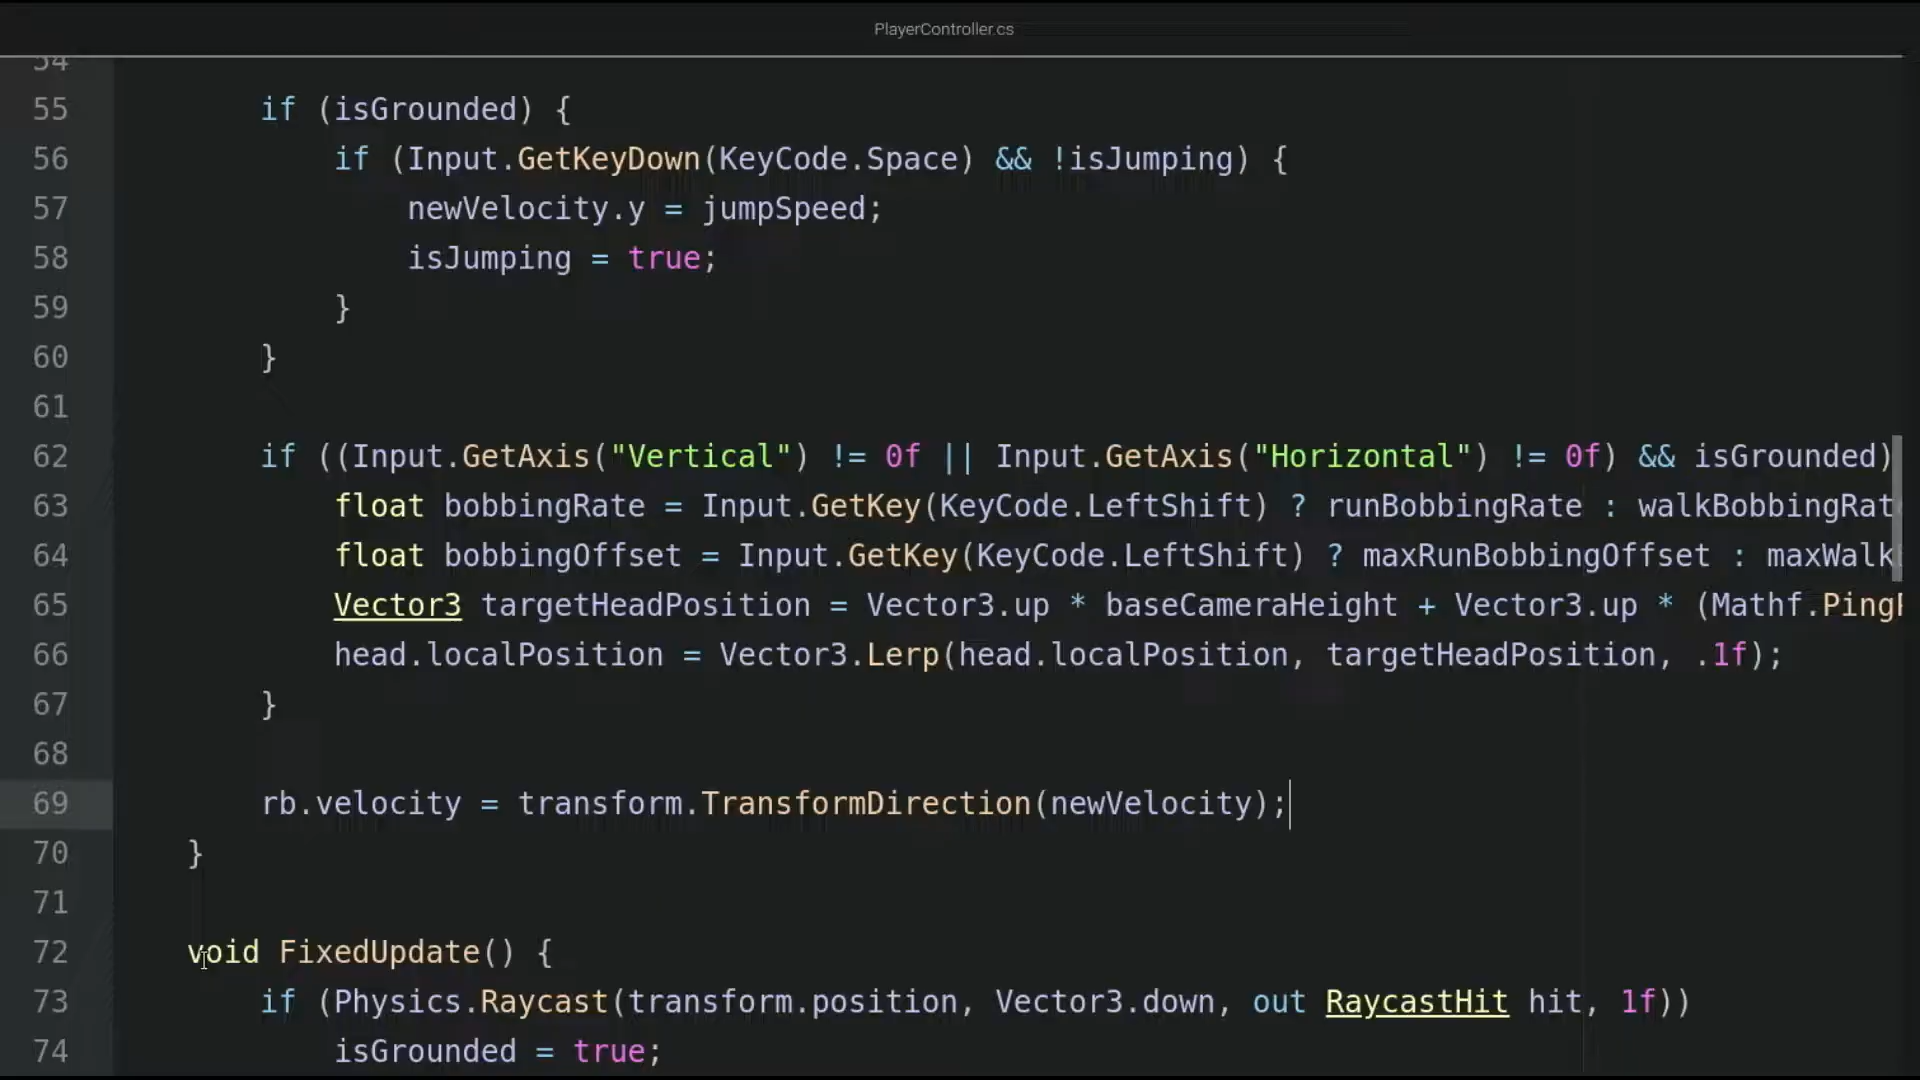 PlayerController.cs
54
55 if (isGrounded) {
56 if (Input.GetKeyDown(KeyCode.Space) && !isJumping) {
57 newVelocity.y = jumpSpeed;
58 isJumping = true;
59 }
60 }
61
62 if ((Input.GetAxis("Vertical") != 0f || Input.GetAxis("Horizontal") != 0f) && isGrounded)
63 float bobbingRate = Input.GetKey(KeyCode.LeftShift) ? runBobbingRate : walkBobbingRat
64 float bobbingOffset = Input.GetKey(KeyCode.LeftShift) ? maxRunBobbingOffset : maxWalk
65 Vector3 targetHeadPosition = Vector3.up * baseCameraHeight + Vector3.up * (Mathf.Ping
66 head.localPosition = Vector3.Lerp(head.localPosition, targetHeadPosition, .1f);
67 }
68
69 rb.velocity = transform.TransformDirection(newVelocity);
70 }
71
72 void FixedUpdate() {
73 if (Physics.Raycast(transform.position, Vector3.down, out RaycastHit hit, 1f))
74 isGrounded = true;